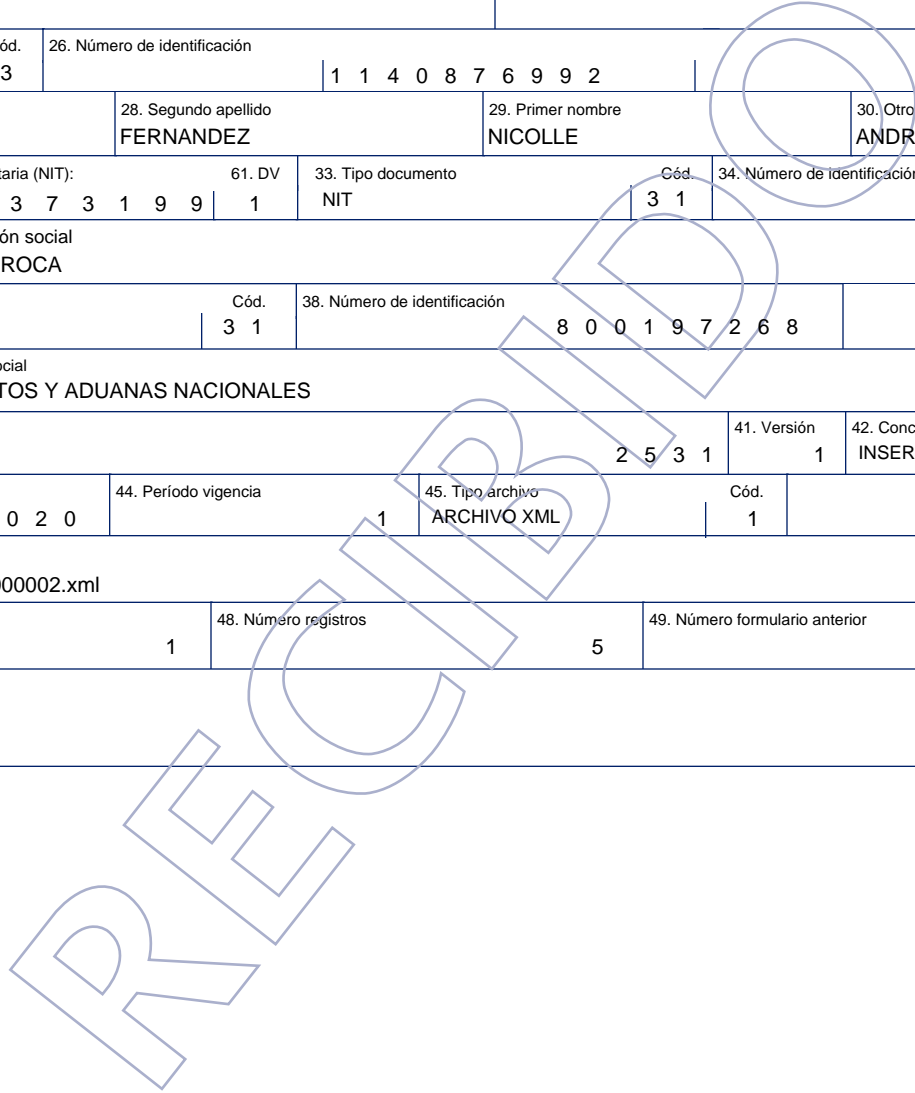 ód. 26. Número de identificación
3 1 1 4 0 8 7 6 9 9 2
28. Segundo apellido 29. Primer nombre 30. Otro
FERNANDEZ NICOLLE ANDR
aria (NIT): 61. DV 33. Tipo documento Cód. 34. Número de identificación
3 7 3 1 9 9 1 NIT 3 1
ón social
ROCA
Cód. 38. Número de identificación
3 1 8 0 0 1 9 7 2 6 8
ocial
TOS Y ADUANAS NACIONALES
41. Versión 42. Conc
2 5 3 1 1 INSER
44. Período vigencia 45. Tipo archivo Cód.
0 2 0 1 ARCHIVO XML 1
00002.xml
48. Número registros 49. Número formulario anterior
1 5
RECIBIDO